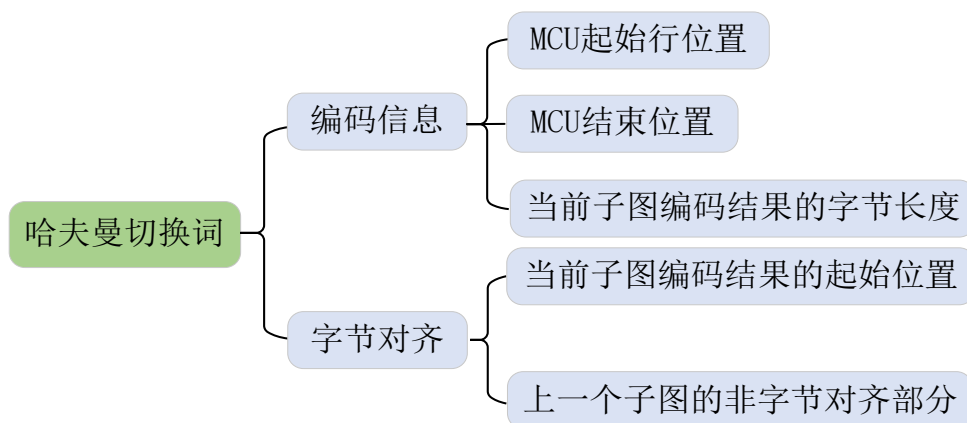 MCU起始行位置
编码信息
MCU结束位置
当前子图编码结果的字节长度
哈夫曼切换词
当前子图编码结果的起始位置
字节对齐
上一个子图的非字节对齐部分